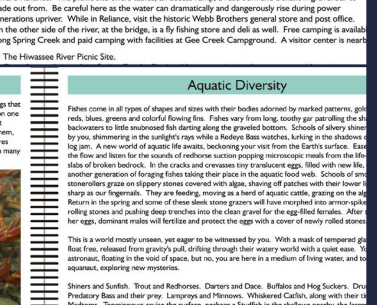 ade out from.  Be careful here as the water can dramatically and dangerously rise during power
enerations upriver.  While in Reliance, visit the historic Webb Brothers general store and post office.
n the other side of the river, at the bridge, is a fly fishing store and deli as well.  Free camping is availab
ong Spring Creek and paid camping with facilities at Gee Creek Campground.  A visitor center is nearb
The Hiwassee River Picnic Site.
gs that
on one
t
hem,
res
n many
Aquatic Diversity
Fishes come in all types of shapes and sizes with their bodies adorned by marked patterns, gold
reds, blues, greens and colorful flowing fins.  Fishes vary from long, toothy gar patrolling the sha
backwaters to little snubnosed fish darting along the graveled bottom.  Schools of silvery shiner
by you, shimmering in the sunlight's rays while a Redeye Bass watches, lurking in the shadows o
log jam.  A new world of aquatic life awaits, beckoning your visit from the Earth's surface.  Ease
the flow and listen for the sounds of redhorse suction popping microscopic meals from the life-
slabs of broken bedrock.  In the cracks and crevasses tiny translucent eggs, filled with new life,
another generation of foraging fishes taking their place in the aquatic food web.  Schools of smo
stonerollers graze on slippery stones covered with algae, shaving off patches with their lower li
sharp as our fingernails.  They are feeding, moving as a herd of aquatic cattle, grating on the alg
Return in the spring and some of these sleek stone grazers will have morphed into armor-spike
rolling stones and pushing deep trenches into the clean gravel for the egg-filled females.  After s
her eggs, dominant males will fertilize and protect the eggs with a cover of newly rolled stones.
This is a world mostly unseen, yet eager to be witnessed by you.  With a mask of tempered gla
float free, released from gravity's pull, drifting through their watery world with a quiet ease.  Yo
astronaut, floating in the void of space, but no, you are here in a medium of living water, and to
aquanaut, exploring new mysteries.
Shiners and Sunfish.  Trout and Redhorses.  Darters and Dace.  Buffalos and Hog Suckers.  Drum
Predatory Bass and their prey.  Lampreys and Minnows.  Whiskered Catfish, along with their ti